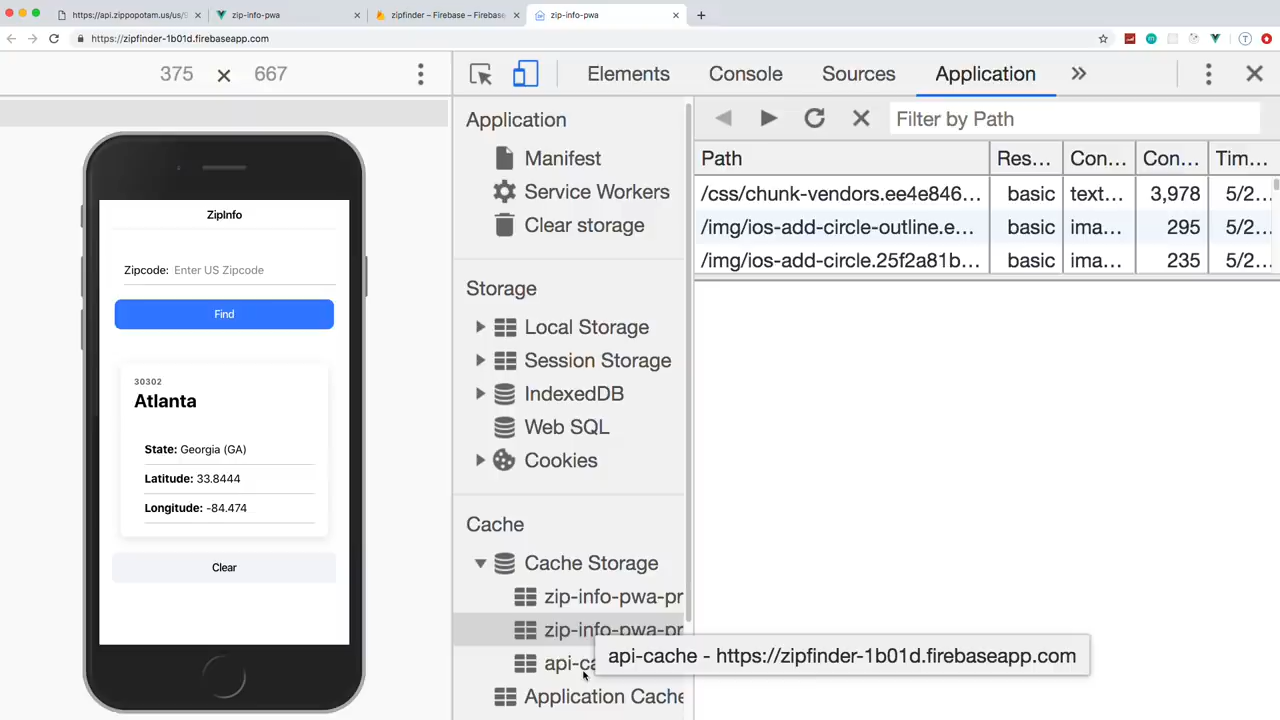 https://api.zippopotam.us/us/
zip-info-pwa
zipfinder – Firebase – Firebase
zip-info-pwa
https://zipfinder-1b01d.firebaseapp.com
375 × 667
Elements
Console
Sources
Application
Application
Manifest
Service Workers
Clear storage
Storage
Local Storage
Session Storage
IndexedDB
Web SQL
Cookies
Cache
Cache Storage
zip-info-pwa-pr
zip-info-pwa-pr
api-ca
Application Cache
api-cache - https://zipfinder-1b01d.firebaseapp.com
Filter by Path
Path Res... Con... Con... Tim...
/css/chunk-vendors.ee4e846... basic text... 3,978 5/2...
/img/ios-add-circle-outline.e... basic ima... 295 5/2...
/img/ios-add-circle.25f2a81b... basic ima... 235 5/2...
ZipInfo
Zipcode: Enter US Zipcode
Find
30302
Atlanta
State: Georgia (GA)
Latitude: 33.8444
Longitude: -84.474
Clear